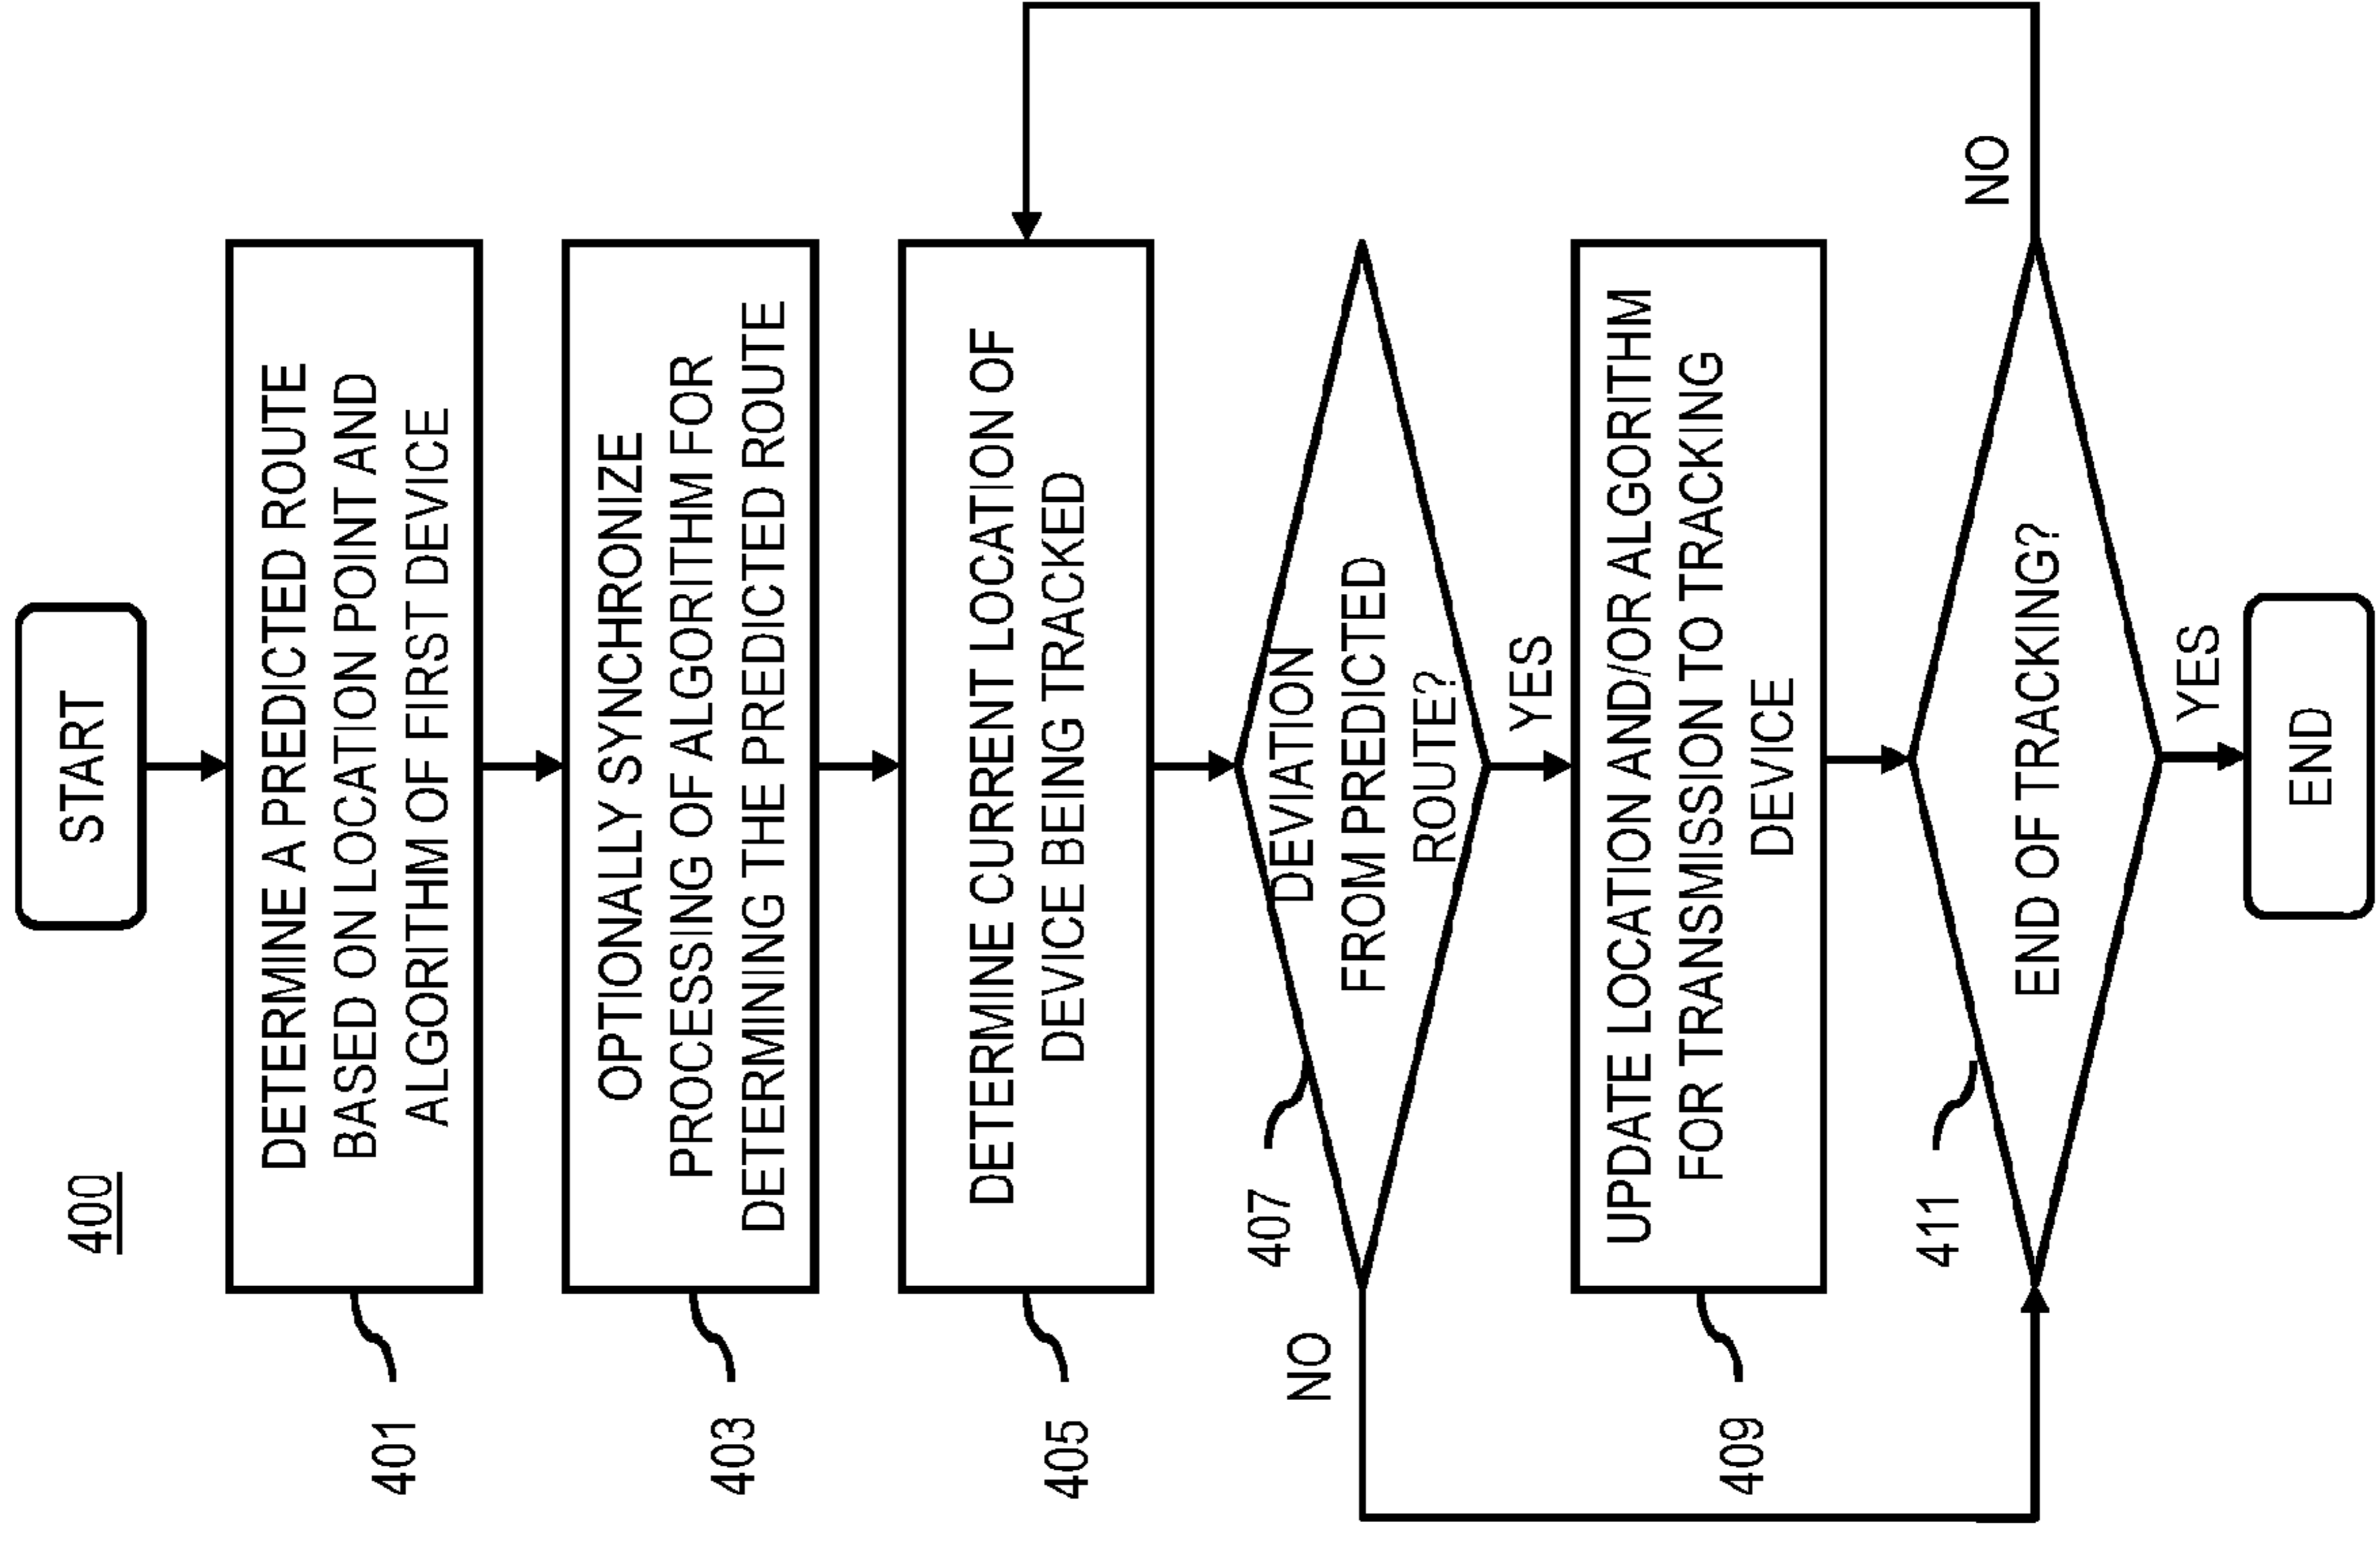 400
START
401
DETERMINE A PREDICTED ROUTE
BASED ON LOCATION POINT AND
ALGORITHM OF FIRST DEVICE
403
OPTIONALLY SYNCHRONIZE
PROCESSING OF ALGORITHM FOR
DETERMINING THE PREDICTED ROUTE
405
DETERMINE CURRENT LOCATION OF
DEVICE BEING TRACKED
407
DEVIATION
FROM PREDICTED
ROUTE?
NO
YES
409
UPDATE LOCATION AND/OR ALGORITHM
FOR TRANSMISSION TO TRACKING
DEVICE
411
END OF TRACKING?
NO
YES
END